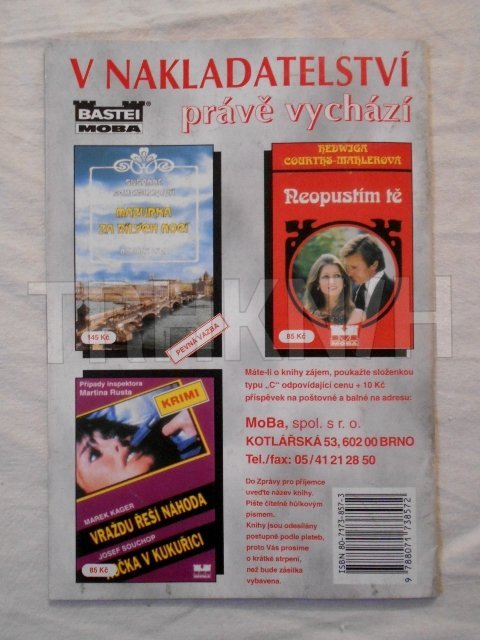 V NAKLADATELSTVÍ
právě vychází
BASTEI
MOBA
MAZURKA
ZA BÍLÝCH NOCÍ
145 Kč
PEVNÁ VAZBA
HEDWIGA
COURTHS-MAHLEROVÁ
Neopustím tě
85 Kč
MOBA
Případy inspektora
Martina Rusta
KRIMI
MAREK KAGER
VRAŽDU ŘEŠÍ NÁHODA
JOSEF SOUCHOP
KOČKA V KUKUŘICI
85 Kč
Máte-li o knihy zájem, poukažte složenkou
typu „C" odpovídající cenu + 10 Kč
příspěvek na poštovné a balné na adresu:
MoBa, spol. s r. o.
KOTLÁŘSKÁ 53, 602 00 BRNO
Tel./fax: 05/41 21 28 50
Do Zprávy pro příjemce
uveďte název knihy.
Pište čitelně hůlkovým
písmem.
Knihy jsou odesílány
postupně podle plateb,
proto Vás prosíme
o krátké strpení,
než bude zásilka
vybavena.
ISBN 80-7173-857-3
9 788071 738572
TRHKNIH